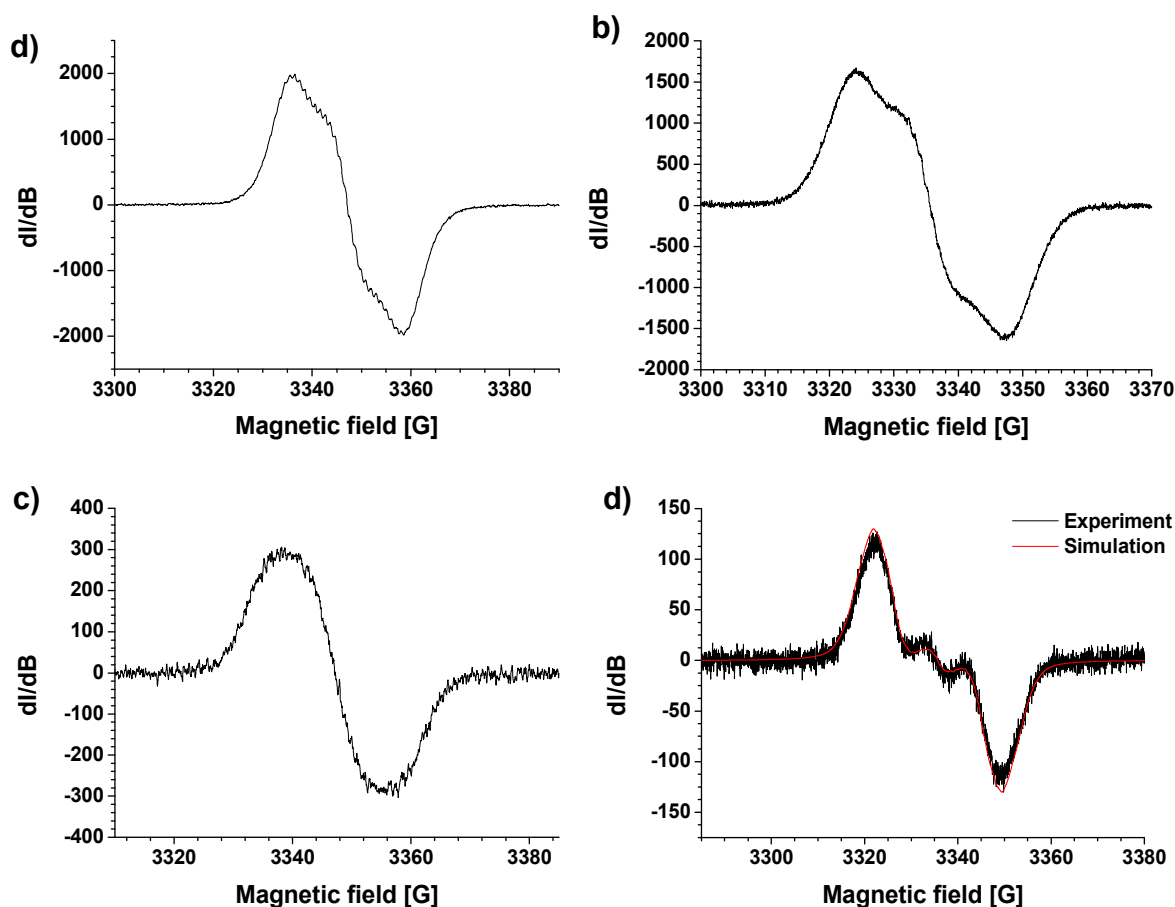 d)
2000
1000
0
-1000
-2000
dI/dB
3300 3320 3340 3360 3380
Magnetic field [G]
b)
2000
1500
1000
500
0
-500
-1000
-1500
-2000
dI/dB
3300 3310 3320 3330 3340 3350 3360 3370
Magnetic field [G]
c)
400
300
200
100
0
-100
-200
-300
-400
dI/dB
3320 3340 3360 3380
Magnetic field [G]
d)
150
100
50
0
-50
-100
-150
dI/dB
Experiment
Simulation
3300 3320 3340 3360 3380
Magnetic field [G]